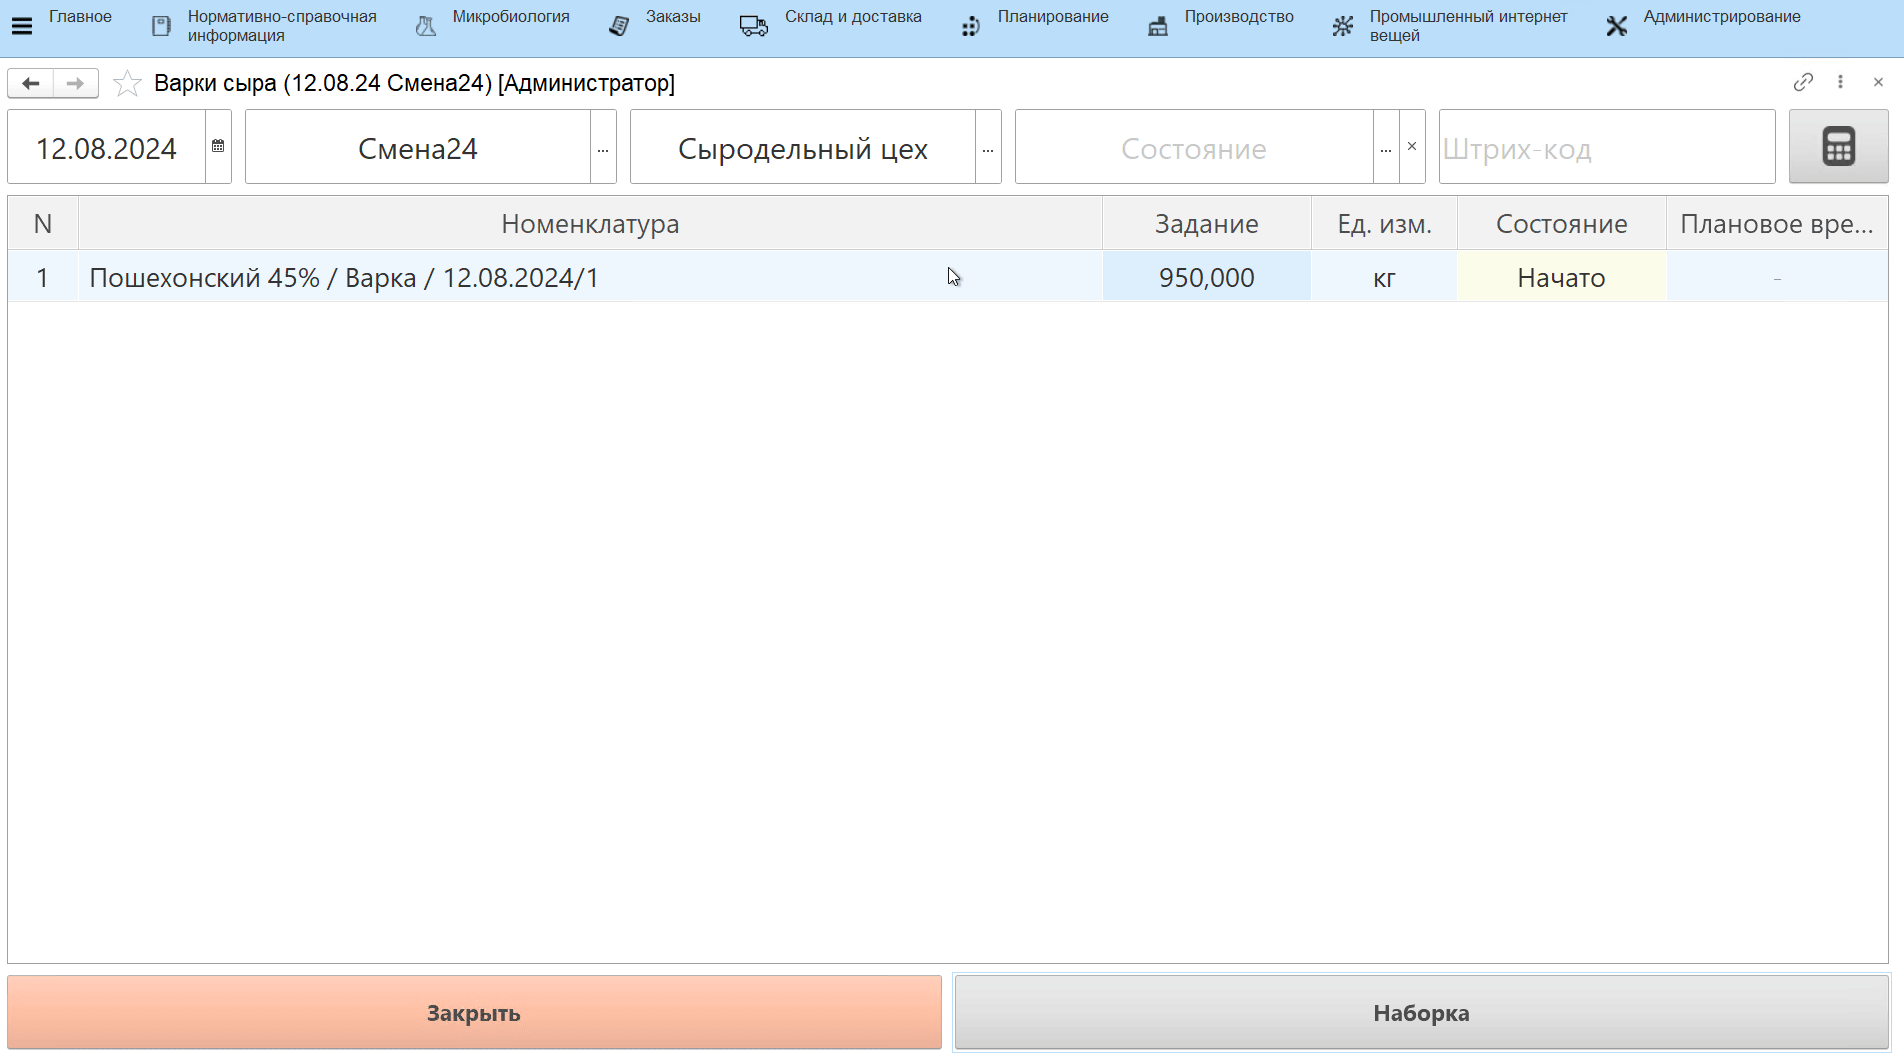 Главное
Нормативно-справочная
информация
Микробиология
Заказы
Склад и доставка
Планирование
Производство
Промышленный интернет
вещей
Администрирование
Варки сыра (12.08.24 Смена24) [Администратор]
12.08.2024
Смена24
...
Сыродельный цех
...
Состояние
...
×
Штрих-код
N
Номенклатура
Задание
Ед. изм.
Состояние
Плановое вре...
1
Пошехонский 45% / Варка / 12.08.2024/1
950,000
кг
Начато
-
Закрыть
Наборка